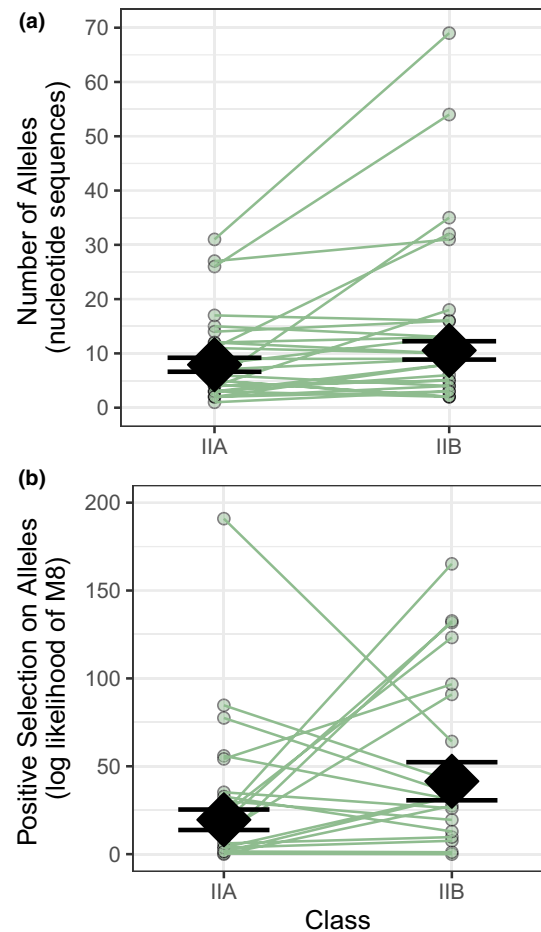 (a)
Number of Alleles
(nucleotide sequences)
70
60
50
40
30
20
10
0
IIA
IIB
(b)
Positive Selection on Alleles
(log likelihood of M8)
200
150
100
50
0
IIA
IIB
Class